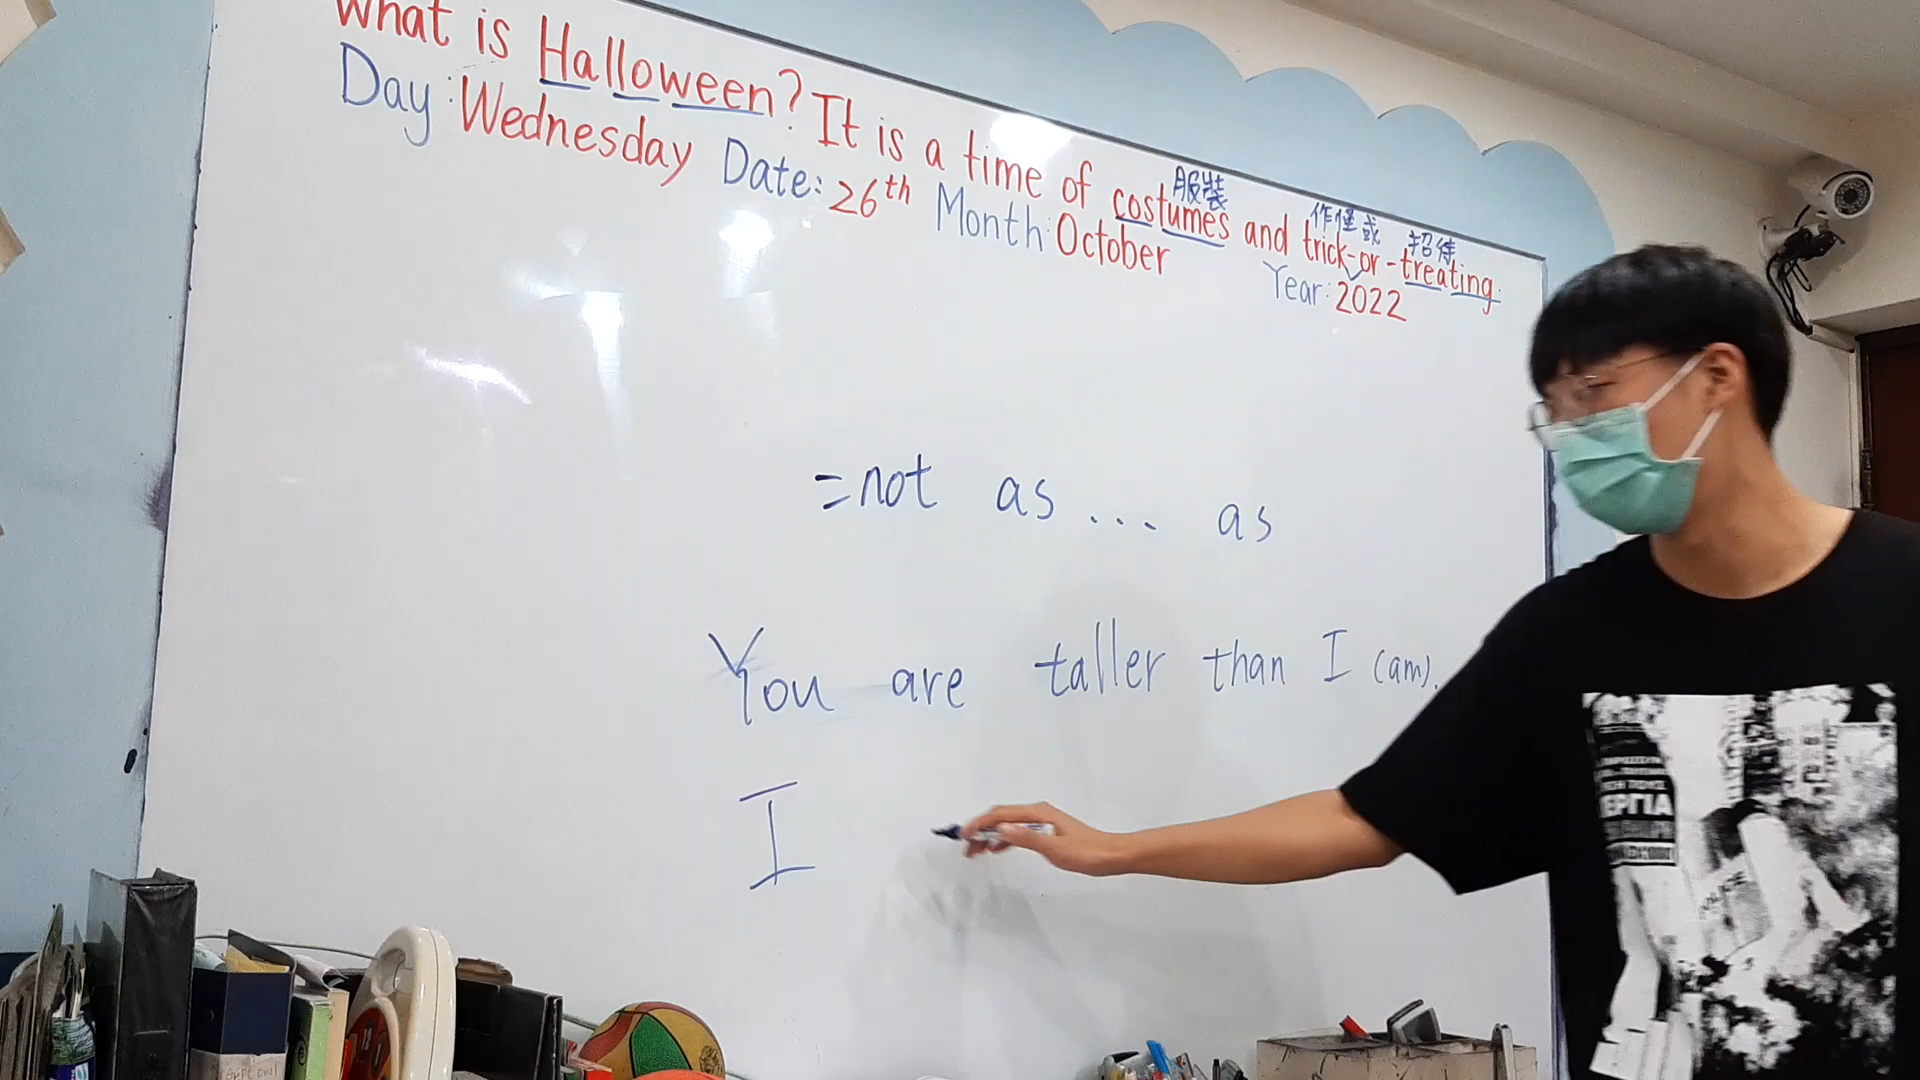 What is Halloween? It is a time of costumes and trick-or-treating.
服裝
作怪或 招待
Day: Wednesday Date: 26th Month: October Year: 2022
=not as ... as
You are taller than I (am).
I
ЕРГIА